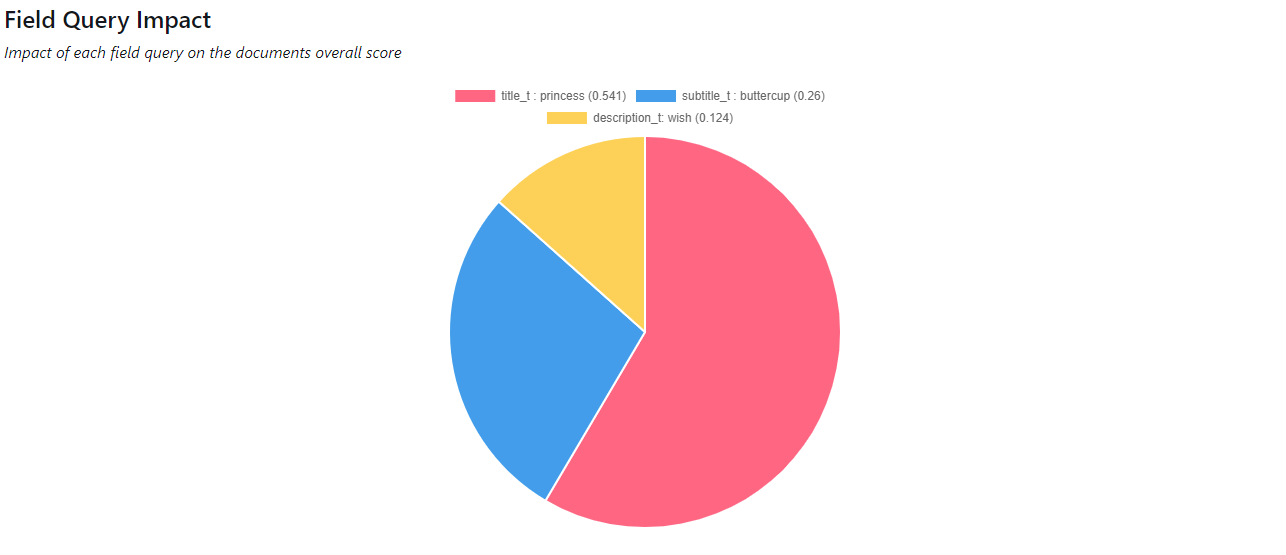 Field Query Impact
Impact of each field query on the documents overall score
title_t : princess (0.541) subtitle_t : buttercup (0.26)
description_t: wish (0.124)